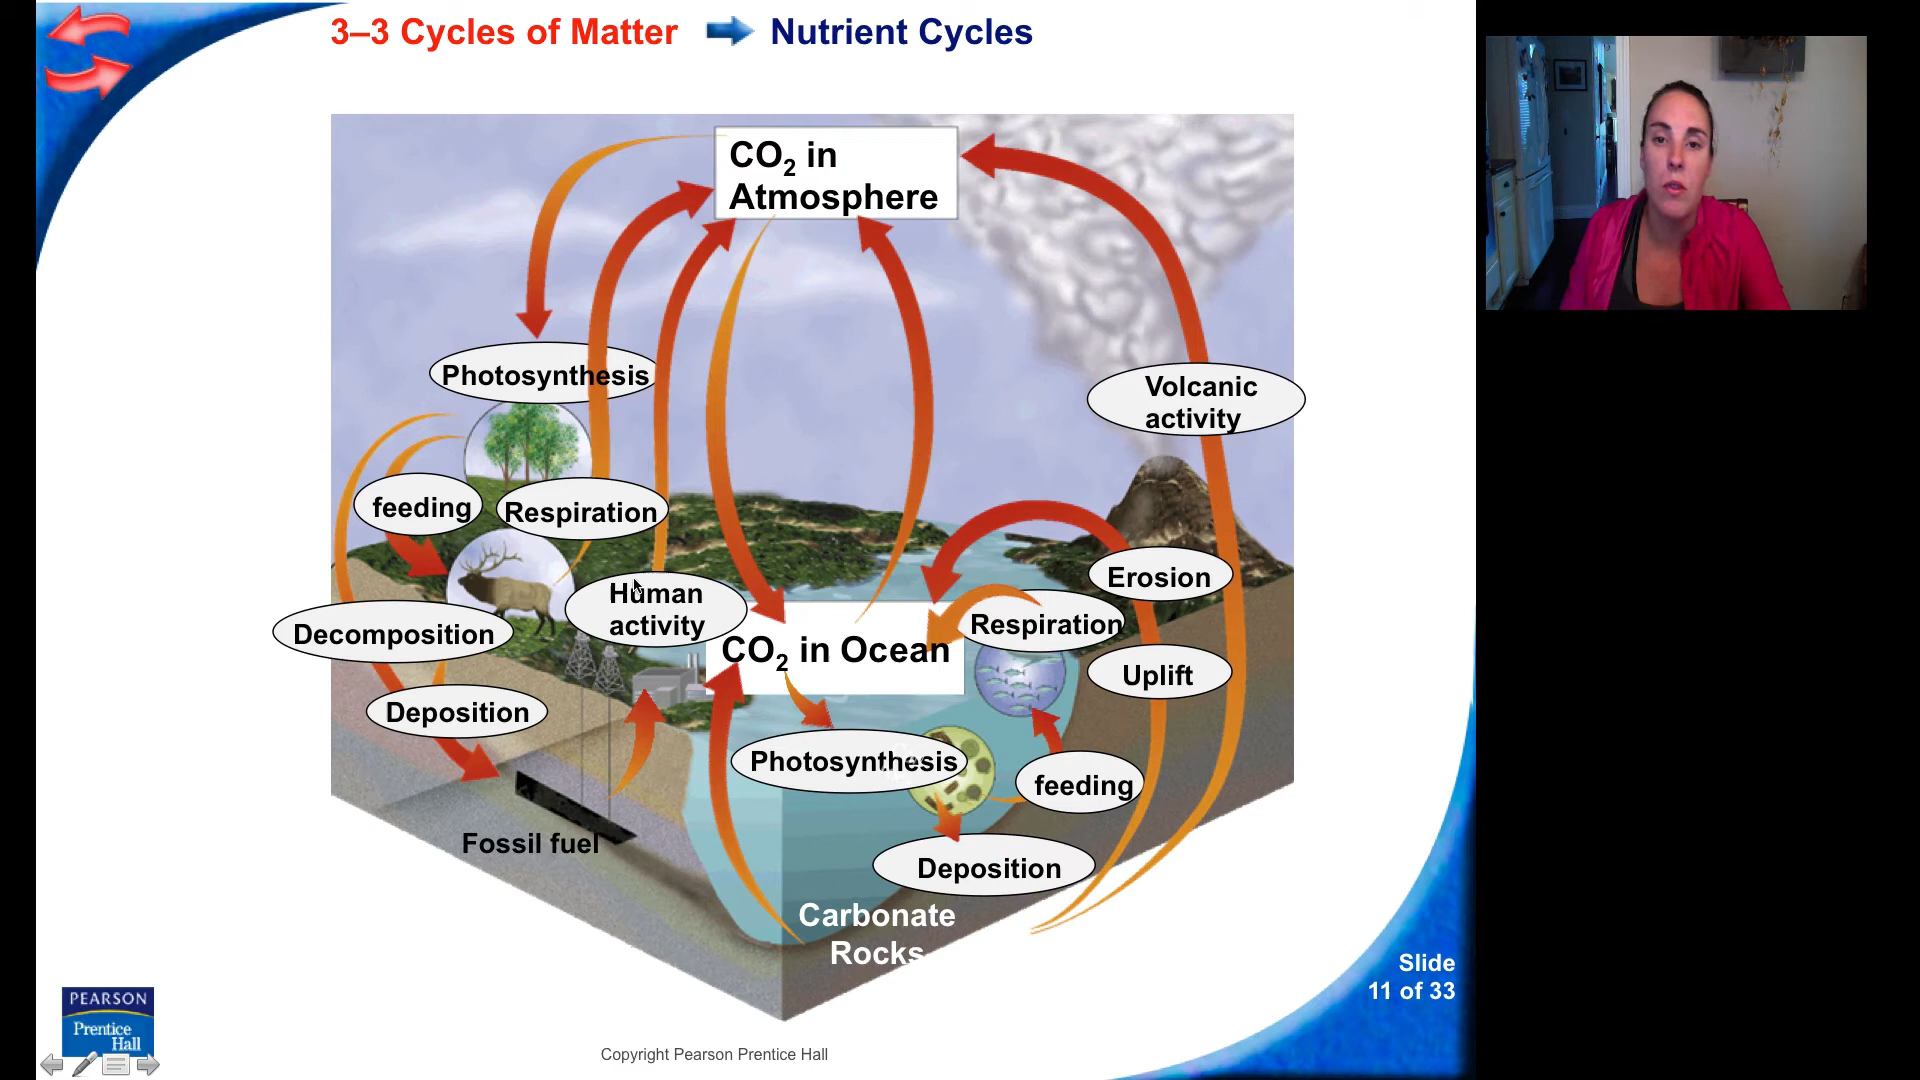 3–3 Cycles of Matter
Nutrient Cycles
CO2 in
Atmosphere
Photosynthesis
Volcanic
activity
feeding
Respiration
Human
activity
Erosion
Respiration
Decomposition
CO2 in Ocean
Uplift
Deposition
Photosynthesis
feeding
Fossil fuel
Deposition
Carbonate
Rocks
Slide
11 of 33
PEARSON
Prentice
Hall
Copyright Pearson Prentice Hall